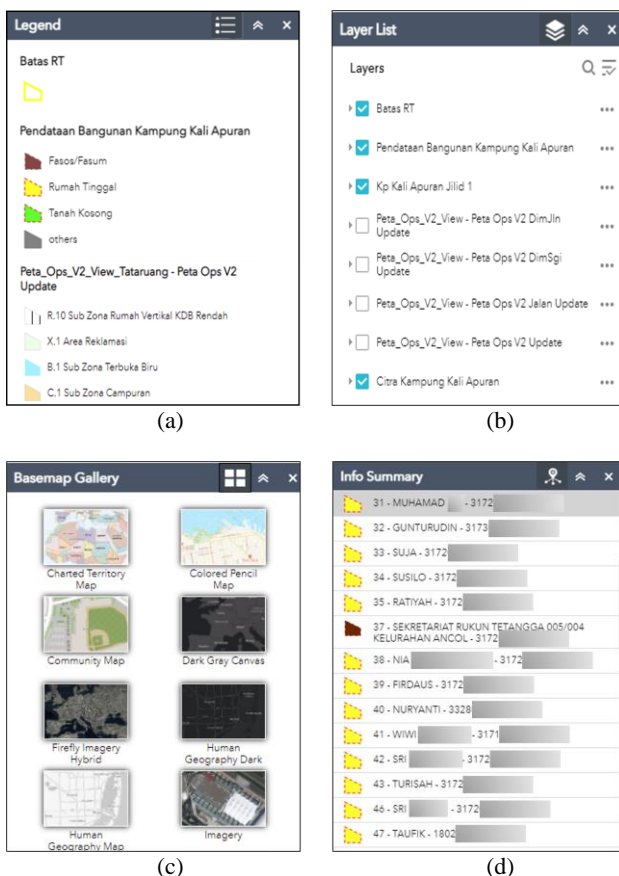 Legend
Batas RT
Pendataan Bangunan Kampung Kali Apuran
Fasos/Fasum
Rumah Tinggal
Tanah Kosong
others
Peta_Ops_V2_View_Tataruang - Peta Ops V2
Update
R.10 Sub Zona Rumah Vertikal KDB Rendah
X.1 Area Reklamasi
B.1 Sub Zona Terbuka Biru
C.1 Sub Zona Campuran
(a)
Layer List
Layers
Batas RT
Pendataan Bangunan Kampung Kali Apuran
Kp Kali Apuran Jilid 1
Peta_Ops_V2_View - Peta Ops V2 DimJln
Update
Peta_Ops_V2_View - Peta Ops V2 DimSgi
Update
Peta_Ops_V2_View - Peta Ops V2 Jalan Update
Peta_Ops_V2_View - Peta Ops V2 Update
Citra Kampung Kali Apuran
(b)
Basemap Gallery
Charted Territory
Map
Colored Pencil
Map
Community Map
Dark Gray Canvas
Firefly Imagery
Hybrid
Human
Geography Dark
Human
Geography Map
Imagery
(c)
Info Summary
31 - MUHAMAD - 3172
32 - GUNTURUDIN - 3173
33 - SUJA - 3172
34 - SUSILO - 3172
35 - RATIYAH - 3172
37 - SEKRETARIAT RUKUN TETANGGA 005/004
KELURAHAN ANCOL - 3172
38 - NIA - 3172
39 - FIRDAUS - 3172
40 - NURYANTI - 3328
41 - WIWI - 3171
42 - SRI - 3172
43 - TURISAH - 3172
46 - SRI - 3172
47 - TAUFIK - 1802
(d)